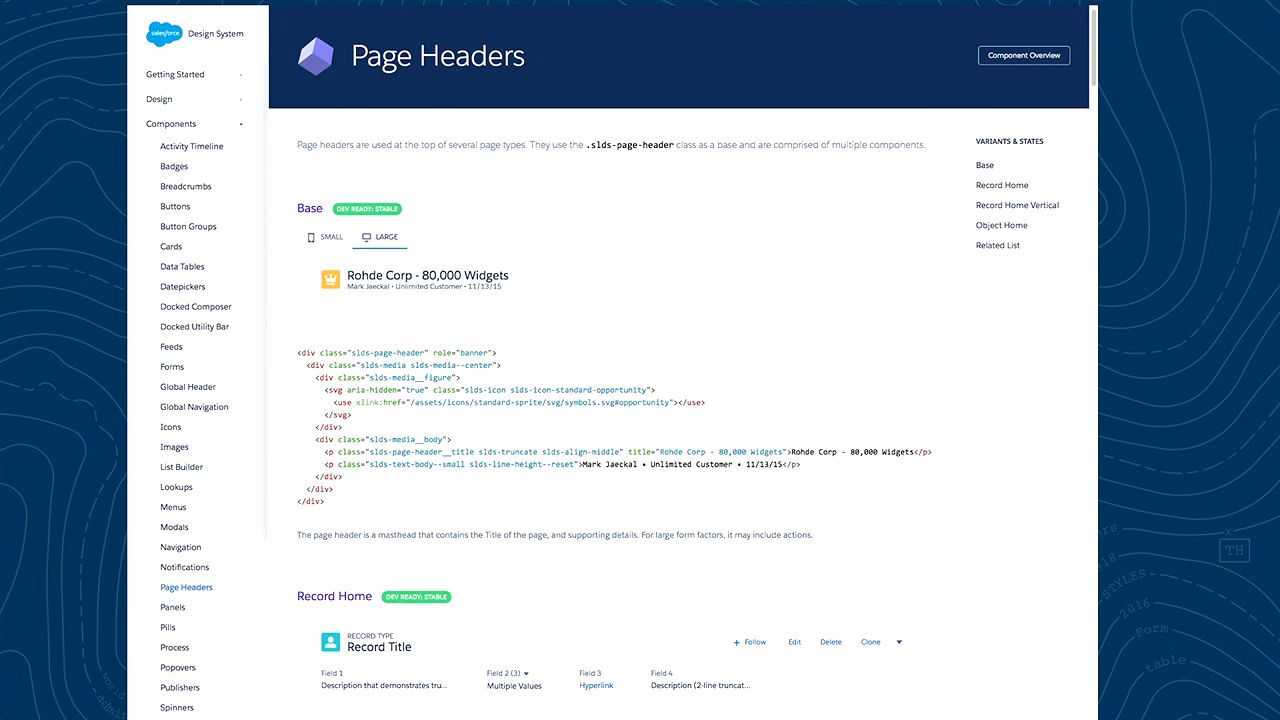 salesforce Design System
Getting Started
Design
Components
Activity Timeline
Badges
Breadcrumbs
Buttons
Button Groups
Cards
Data Tables
Datepickers
Docked Composer
Docked Utility Bar
Feeds
Forms
Global Header
Global Navigation
Icons
Images
List Builder
Lookups
Menus
Modals
Navigation
Notifications
Page Headers
Panels
Pills
Process
Popovers
Publishers
Spinners
Page Headers
Component Overview
Page headers are used at the top of several page types. They use the .slds-page-header class as a base and are comprised of multiple components.
Base DEV READY: STABLE
SMALL LARGE
Rohde Corp - 80,000 Widgets
Mark Jaeckal • Unlimited Customer • 11/13/15
<div class="slds-page-header" role="banner">
<div class="slds-media slds-media--center">
<div class="slds-media__figure">
<svg aria-hidden="true" class="slds-icon slds-icon-standard-opportunity">
<use xlink:href="/assets/icons/standard-sprite/svg/symbols.svg#opportunity"></use>
</svg>
</div>
<div class="slds-media__body">
<p class="slds-page-header__title slds-truncate slds-align-middle" title="Rohde Corp - 80,000 Widgets">Rohde Corp - 80,000 Widgets</p>
<p class="slds-text-body--small slds-line-height--reset">Mark Jaeckal • Unlimited Customer • 11/13/15</p>
</div>
</div>
</div>
The page header is a masthead that contains the Title of the page, and supporting details. For large form factors, it may include actions.
Record Home DEV READY: STABLE
RECORD TYPE
Record Title
+ Follow Edit Delete Clone
Field 1 Field 2 (3) Field 3 Field 4
Description that demonstrates tru... Multiple Values Hyperlink Description (2-line truncat...
VARIANTS & STATES
Base
Record Home
Record Home Vertical
Object Home
Related List
X
TH
STYLES
2016
Form
table
world